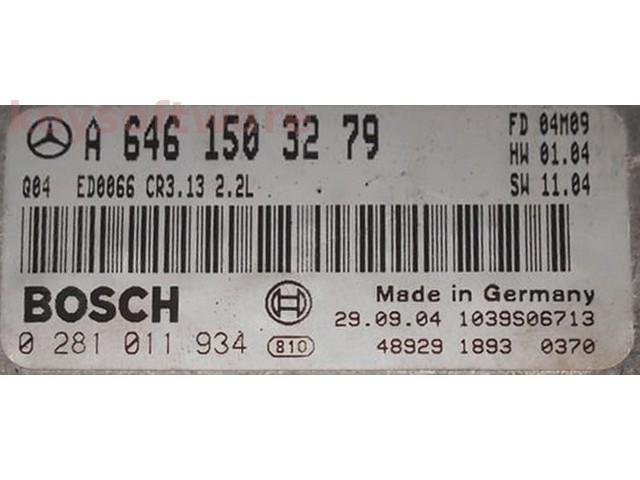 keysoftware
A 646 150 32 79 FD 04M09
HW 01.04
Q04 ED0066 CR3.13 2.2L SW 11.04
BOSCH Made in Germany
29.09.04 1039S06713
0 281 011 934 810 48929 1893 0370